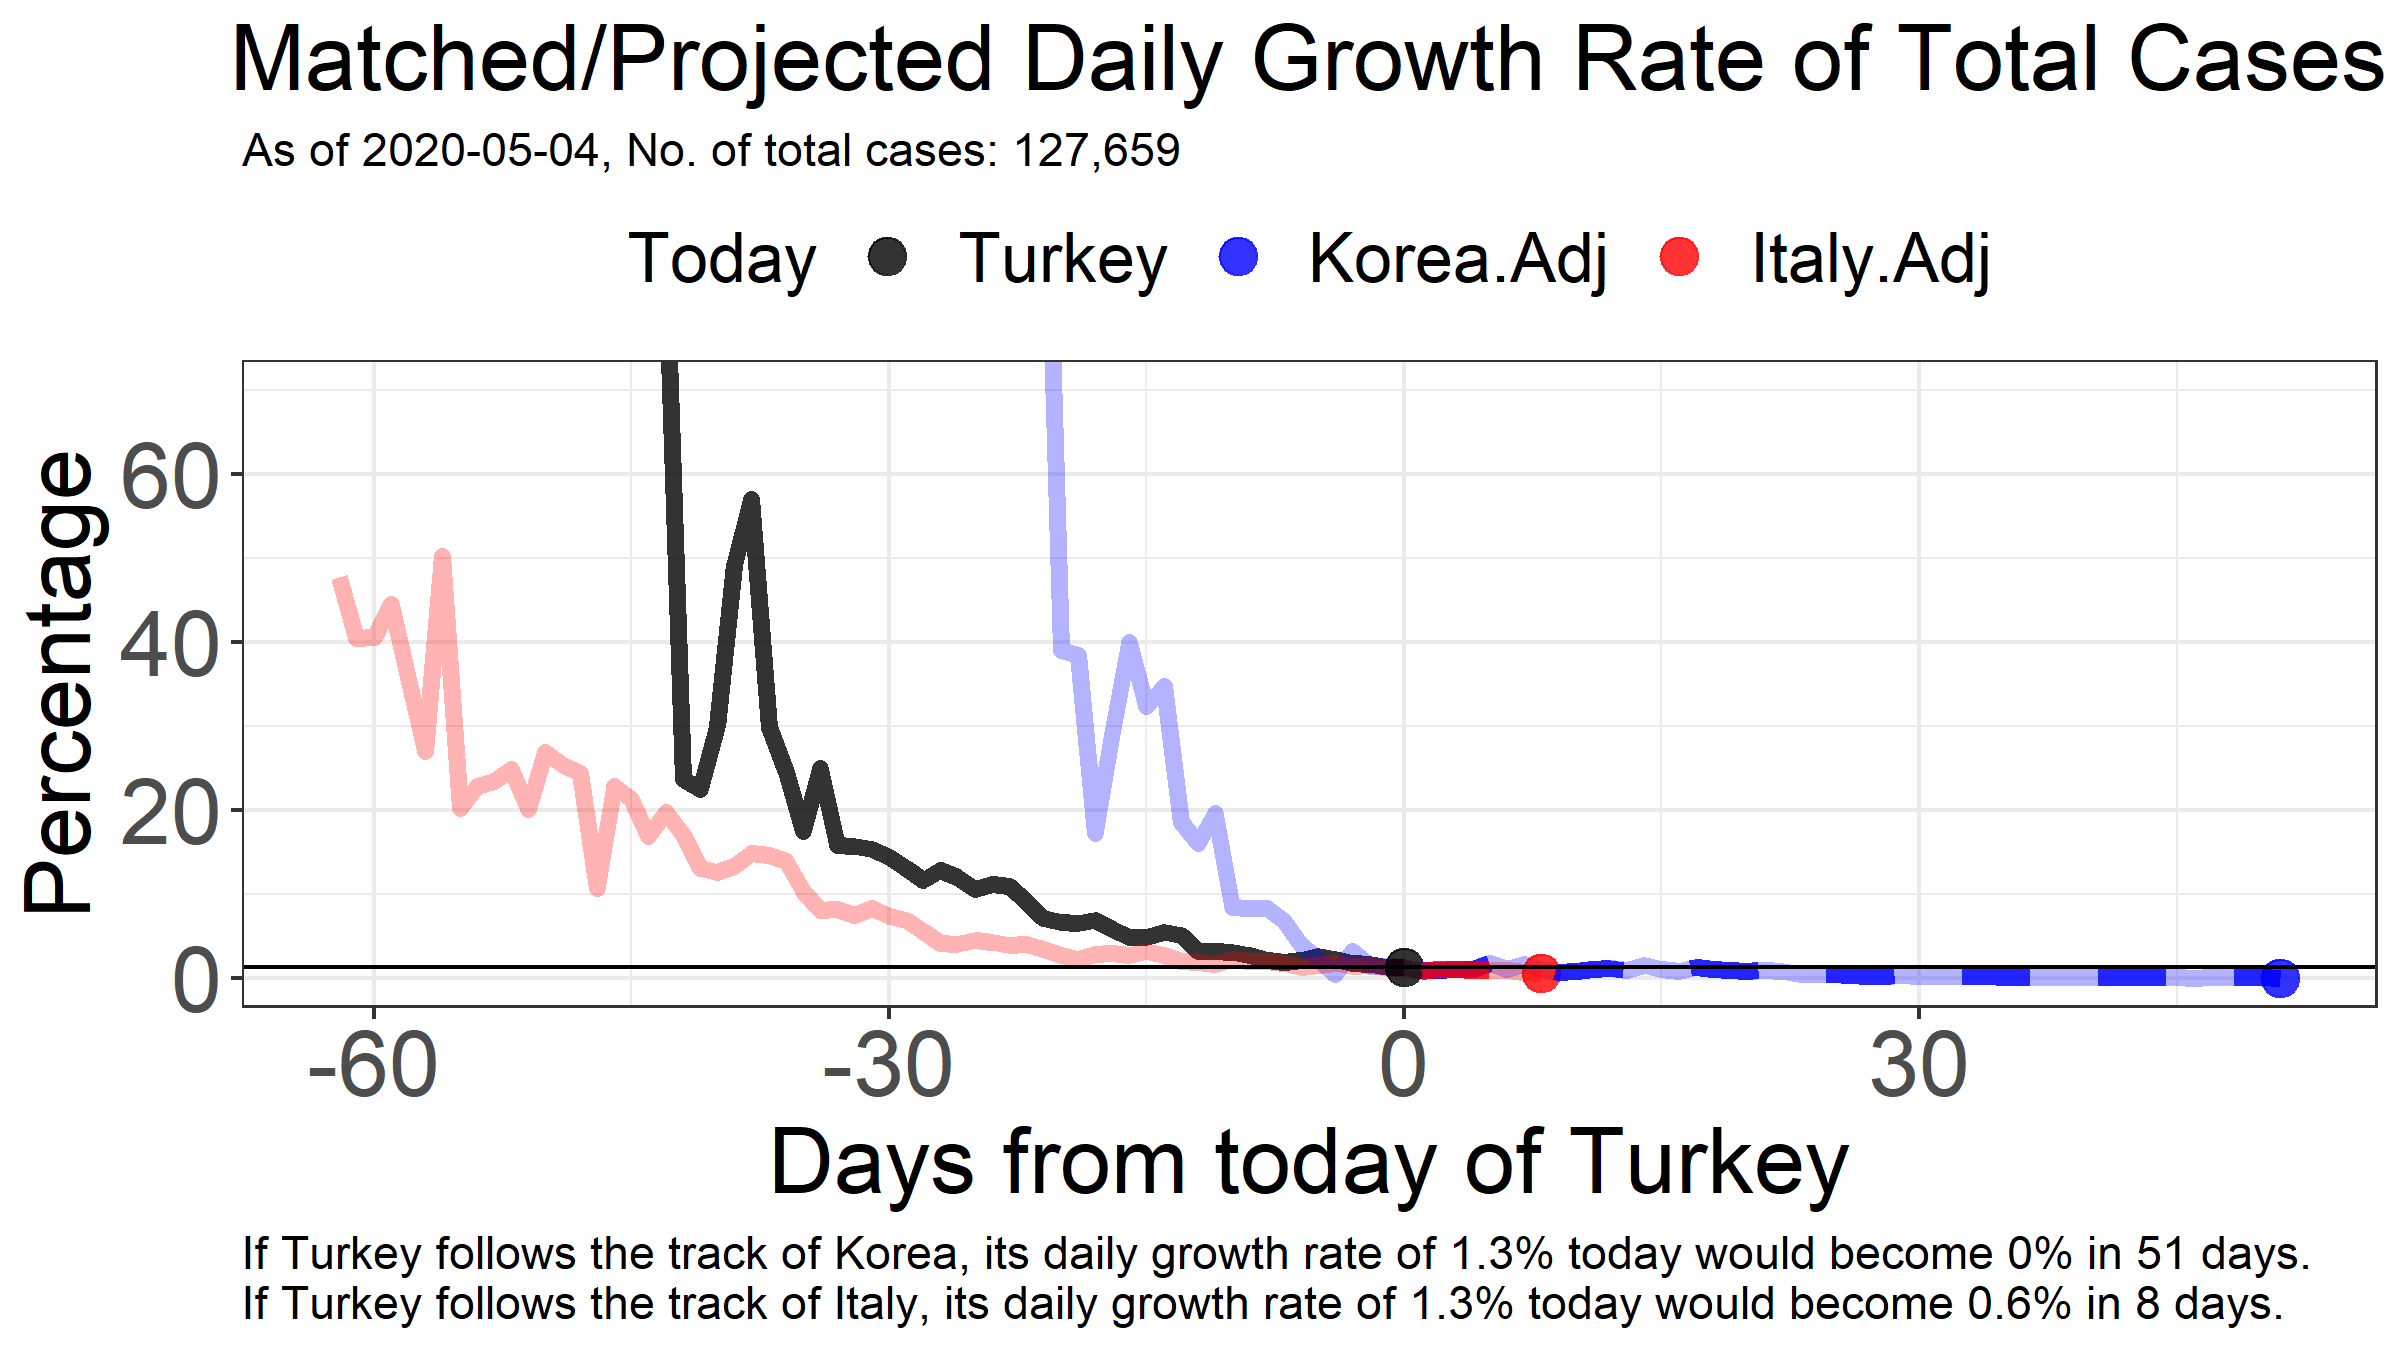 Matched/Projected Daily Growth Rate of Total Cases
As of 2020-05-04, No. of total cases: 127,659
Today Turkey Korea.Adj Italy.Adj
Percentage
60
40
20
0
-60 -30 0 30
Days from today of Turkey
If Turkey follows the track of Korea, its daily growth rate of 1.3% today would become 0% in 51 days.
If Turkey follows the track of Italy, its daily growth rate of 1.3% today would become 0.6% in 8 days.